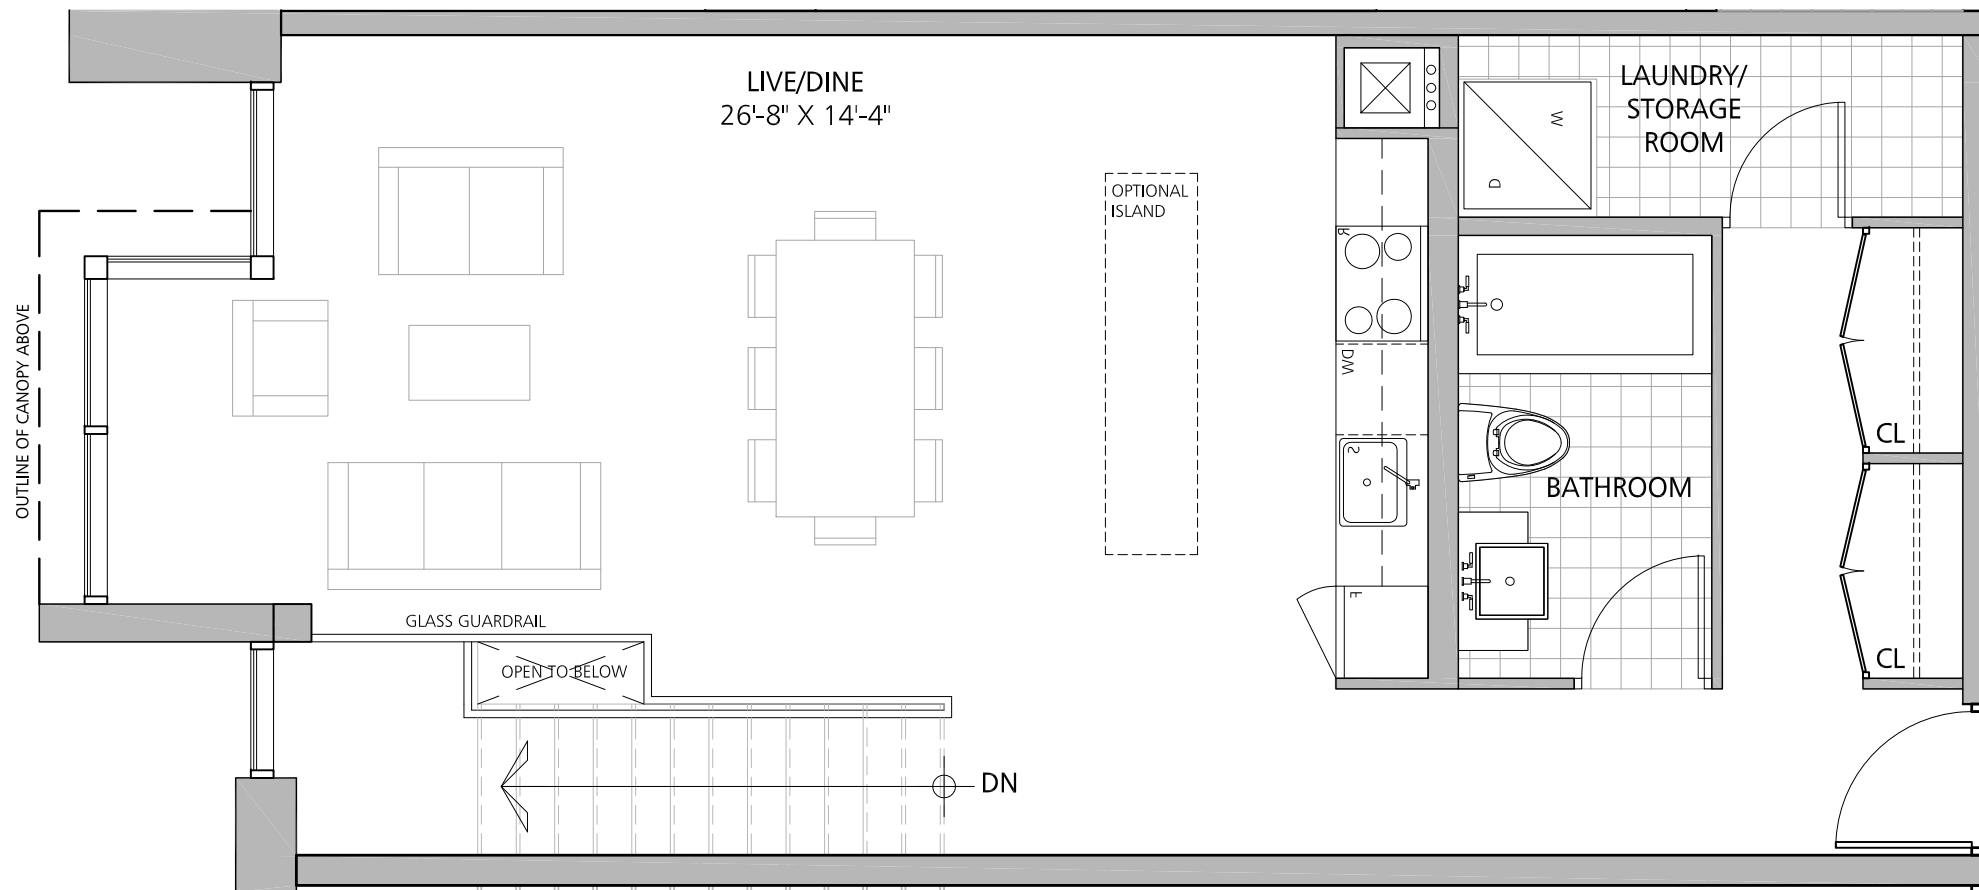 LIVE/DINE
26'-8" X 14'-4"
LAUNDRY/
STORAGE
ROOM
W
D
OPTIONAL
ISLAND
R
DW
S
F
OUTLINE OF CANOPY ABOVE
CL
BATHROOM
CL
GLASS GUARDRAIL
OPEN TO BELOW
DN